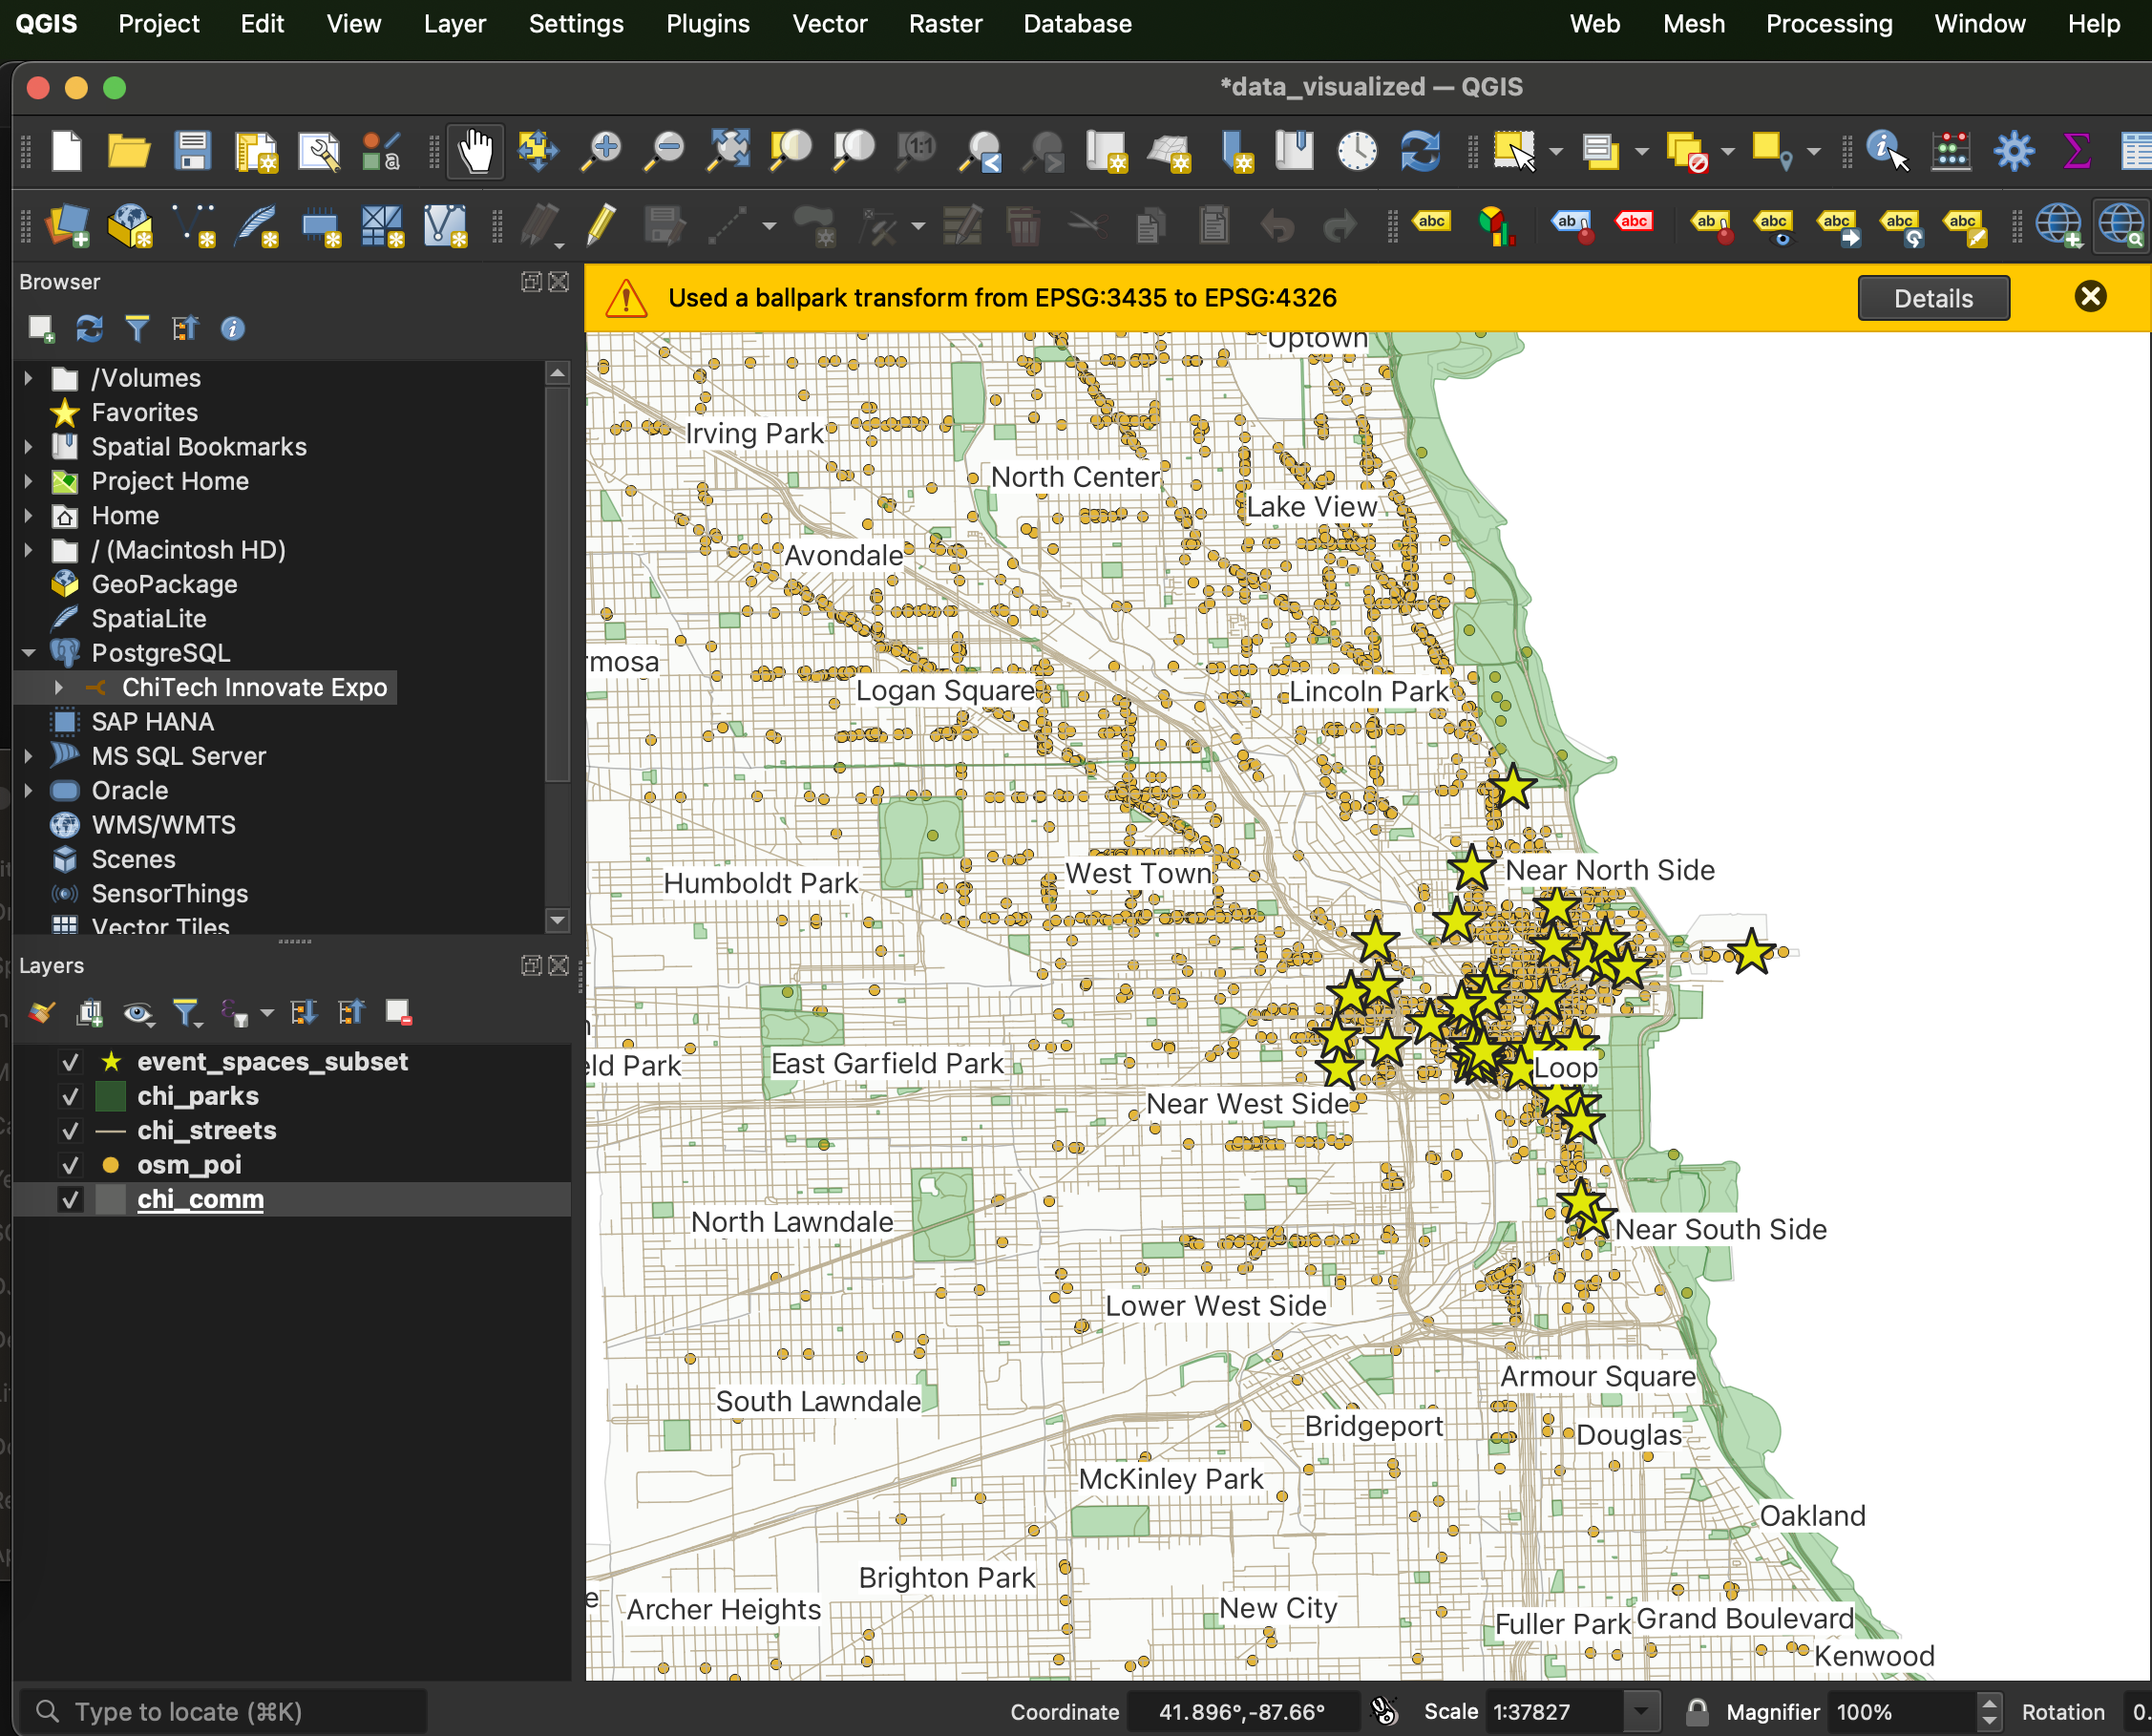 QGIS Project Edit View Layer Settings Plugins Vector Raster Database Web Mesh Processing Window Help
*data_visualized — QGIS
Browser
/Volumes
Favorites
Spatial Bookmarks
Project Home
Home
/ (Macintosh HD)
GeoPackage
SpatiaLite
PostgreSQL
ChiTech Innovate Expo
SAP HANA
MS SQL Server
Oracle
WMS/WMTS
Scenes
SensorThings
Vector Tiles
Layers
event_spaces_subset
chi_parks
chi_streets
osm_poi
chi_comm
Used a ballpark transform from EPSG:3435 to EPSG:4326 Details
Uptown
Irving Park
North Center
Lake View
Avondale
rmosa
Logan Square
Lincoln Park
Near North Side
West Town
Humboldt Park
East Garfield Park
eld Park
Loop
Near West Side
North Lawndale
Near South Side
Lower West Side
Armour Square
South Lawndale
Bridgeport
Douglas
McKinley Park
Oakland
Brighton Park
Archer Heights
New City
Fuller Park
Grand Boulevard
Kenwood
Type to locate (⌘K) Coordinate 41.896°,-87.66° Scale 1:37827 Magnifier 100% Rotation 0.